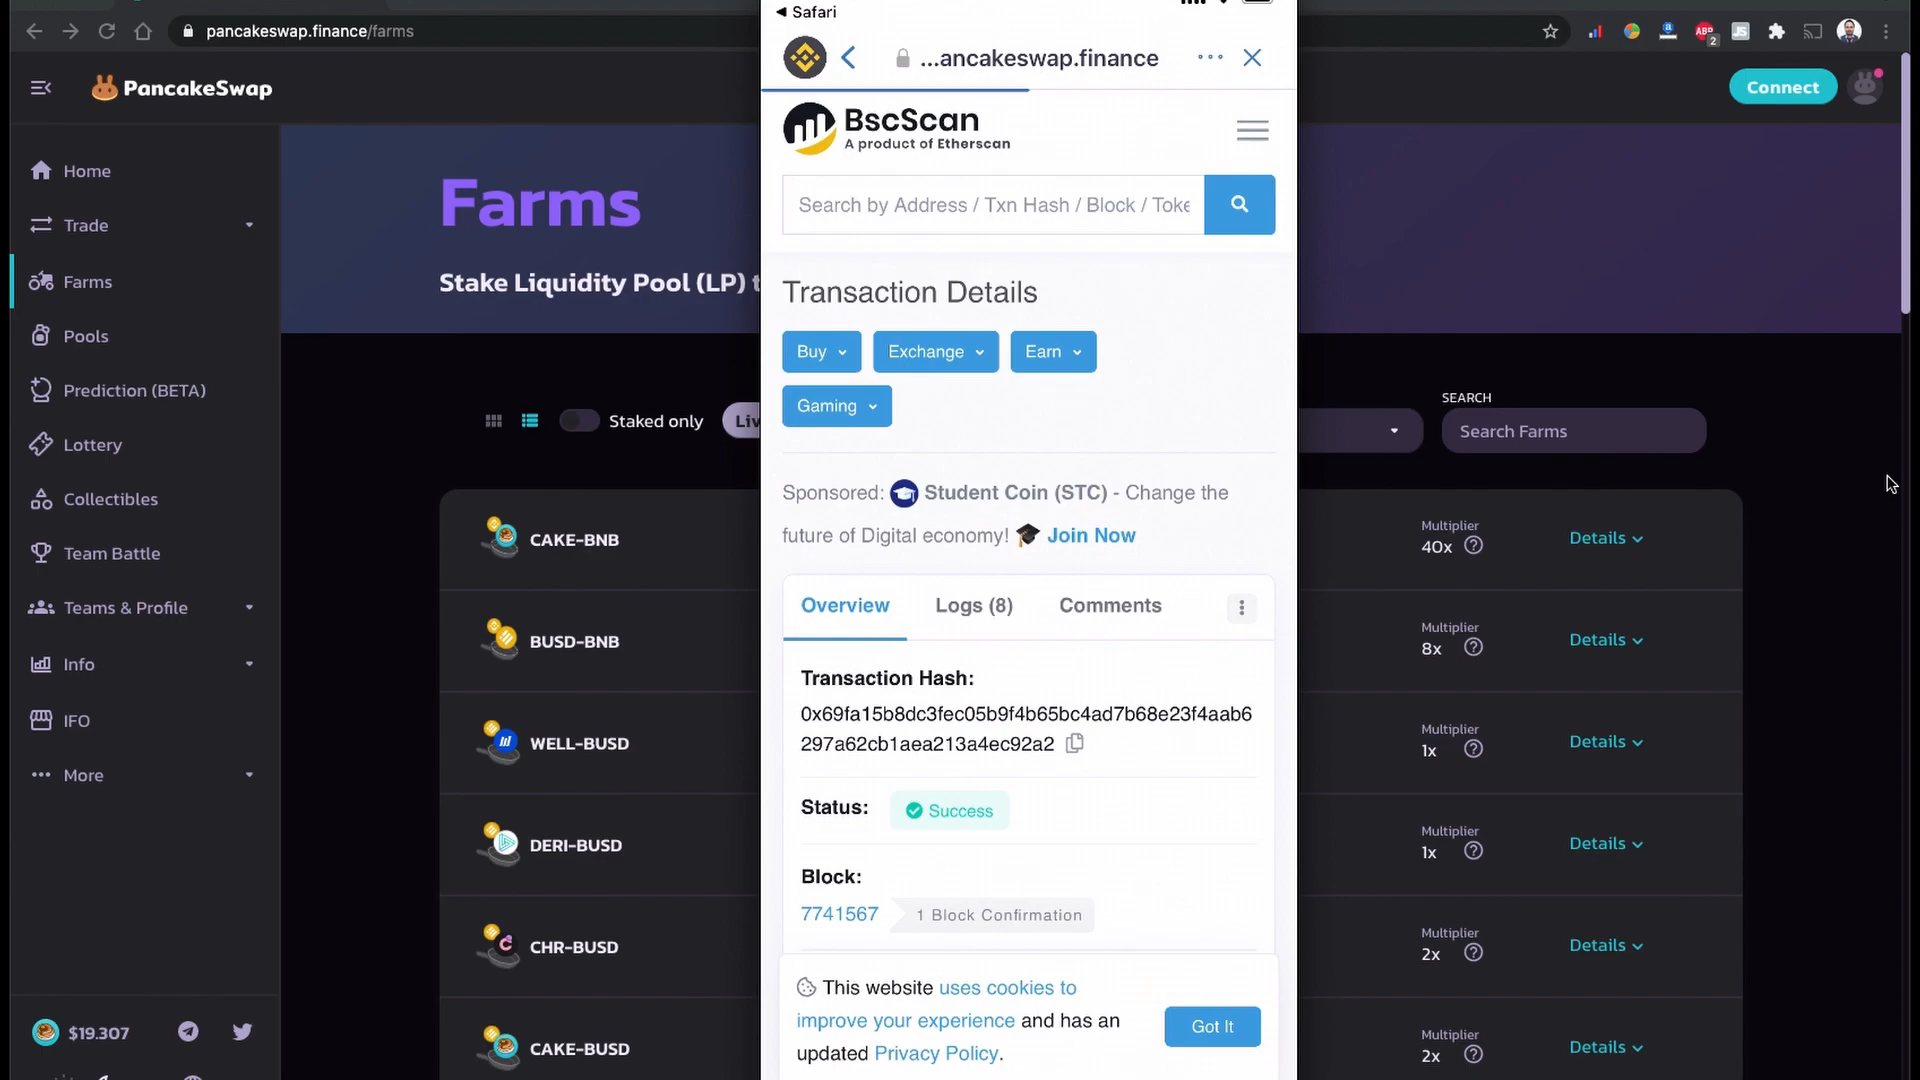 pancakeswap.finance/farms
ABP
2
JS
PancakeSwap
Connect
Home
Trade
Farms
Pools
Prediction (BETA)
Lottery
Collectibles
Team Battle
Teams & Profile
Info
IFO
More
$19.307
Farms
Stake Liquidity Pool (LP) t
Staked only
Liv
SEARCH
Search Farms
CAKE-BNB
Multiplier
40x
Details
BUSD-BNB
Multiplier
8x
Details
WELL-BUSD
Multiplier
1x
Details
DERI-BUSD
Multiplier
1x
Details
CHR-BUSD
Multiplier
2x
Details
CAKE-BUSD
Multiplier
2x
Details
Safari
...ancakeswap.finance
BscScan
A product of Etherscan
Search by Address / Txn Hash / Block / Toke
Transaction Details
Buy
Exchange
Earn
Gaming
Sponsored: Student Coin (STC) - Change the
future of Digital economy! Join Now
Overview
Logs (8)
Comments
Transaction Hash:
0x69fa15b8dc3fec05b9f4b65bc4ad7b68e23f4aab6
297a62cb1aea213a4ec92a2
Status: Success
Block:
7741567 1 Block Confirmation
This website uses cookies to
improve your experience and has an
updated Privacy Policy.
Got It